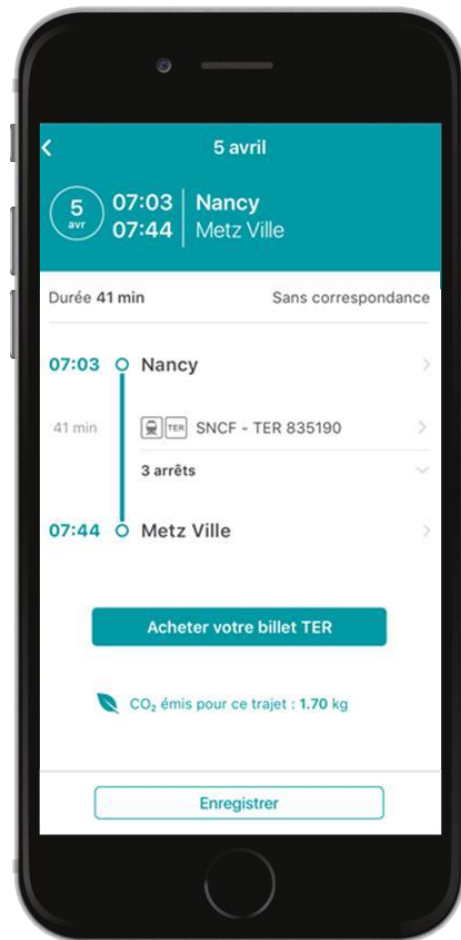 5 avril
5 avr
07:03 Nancy
07:44 Metz Ville
Durée 41 min Sans correspondance
07:03 Nancy
41 min TER SNCF - TER 835190
3 arrêts
07:44 Metz Ville
Acheter votre billet TER
CO₂ émis pour ce trajet : 1.70 kg
Enregistrer